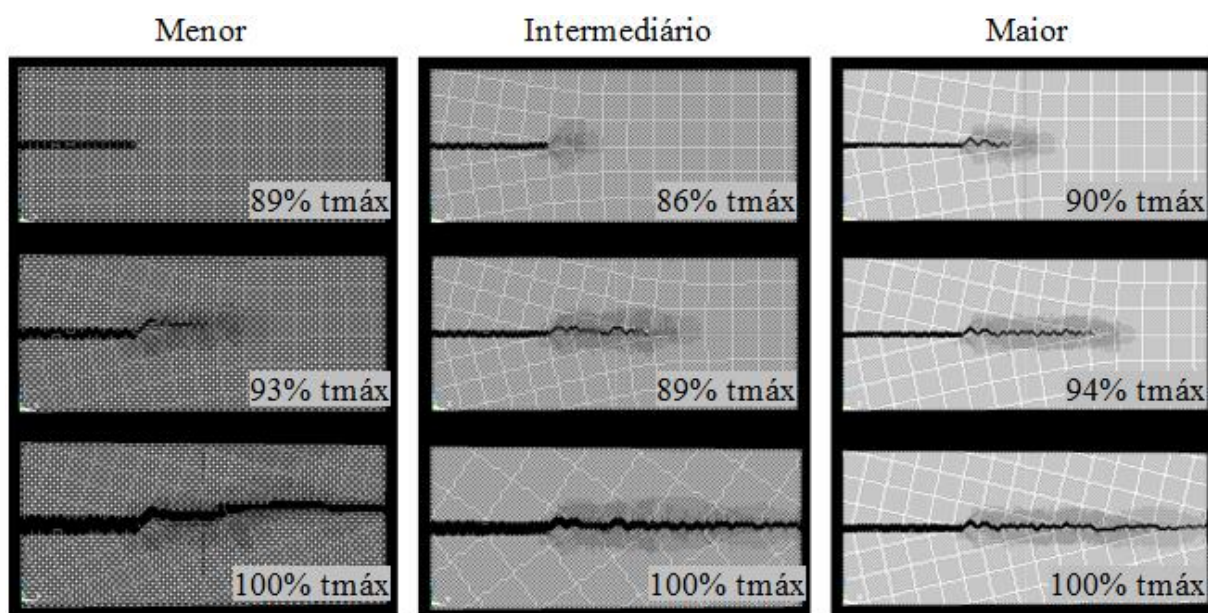 Menor Intermediário Maior
89% tmáx 86% tmáx 90% tmáx
93% tmáx 89% tmáx 94% tmáx
100% tmáx 100% tmáx 100% tmáx